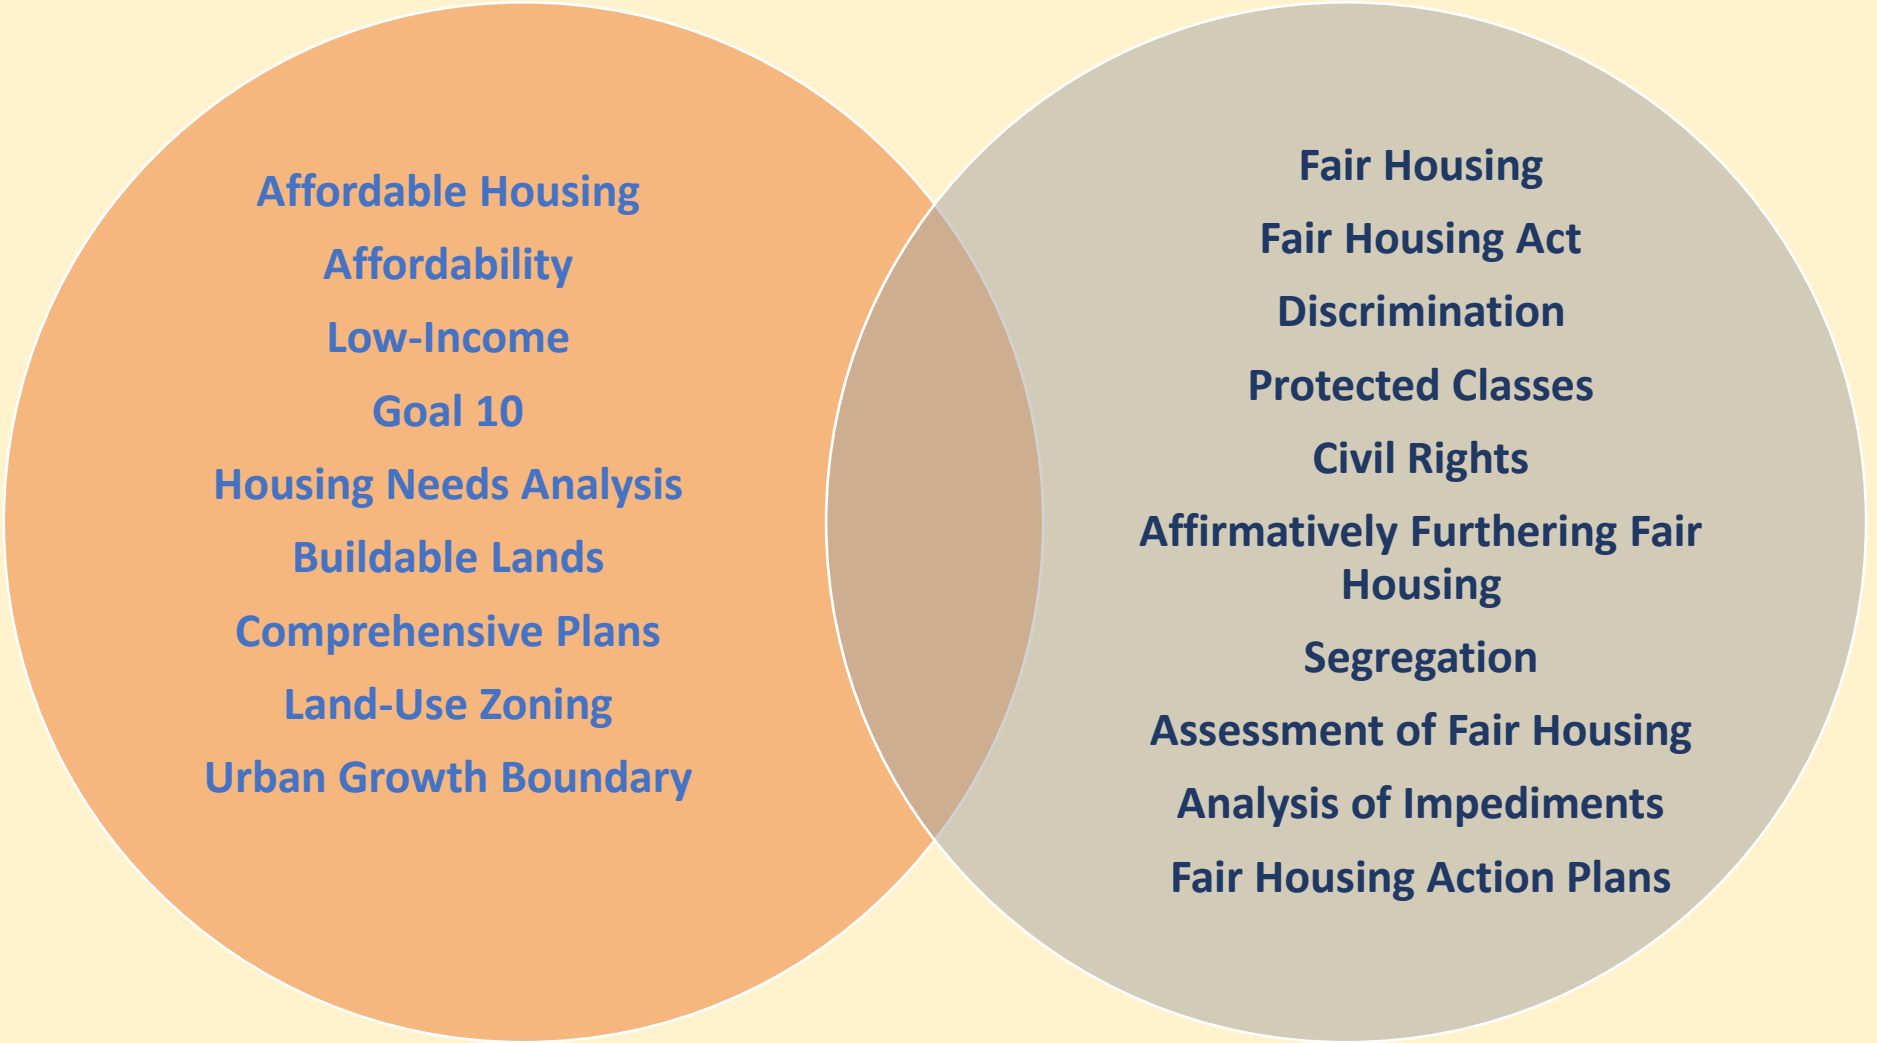 Affordable Housing
Affordability
Low-Income
Goal 10
Housing Needs Analysis
Buildable Lands
Comprehensive Plans
Land-Use Zoning
Urban Growth Boundary
Fair Housing
Fair Housing Act
Discrimination
Protected Classes
Civil Rights
Affirmatively Furthering Fair
Housing
Segregation
Assessment of Fair Housing
Analysis of Impediments
Fair Housing Action Plans